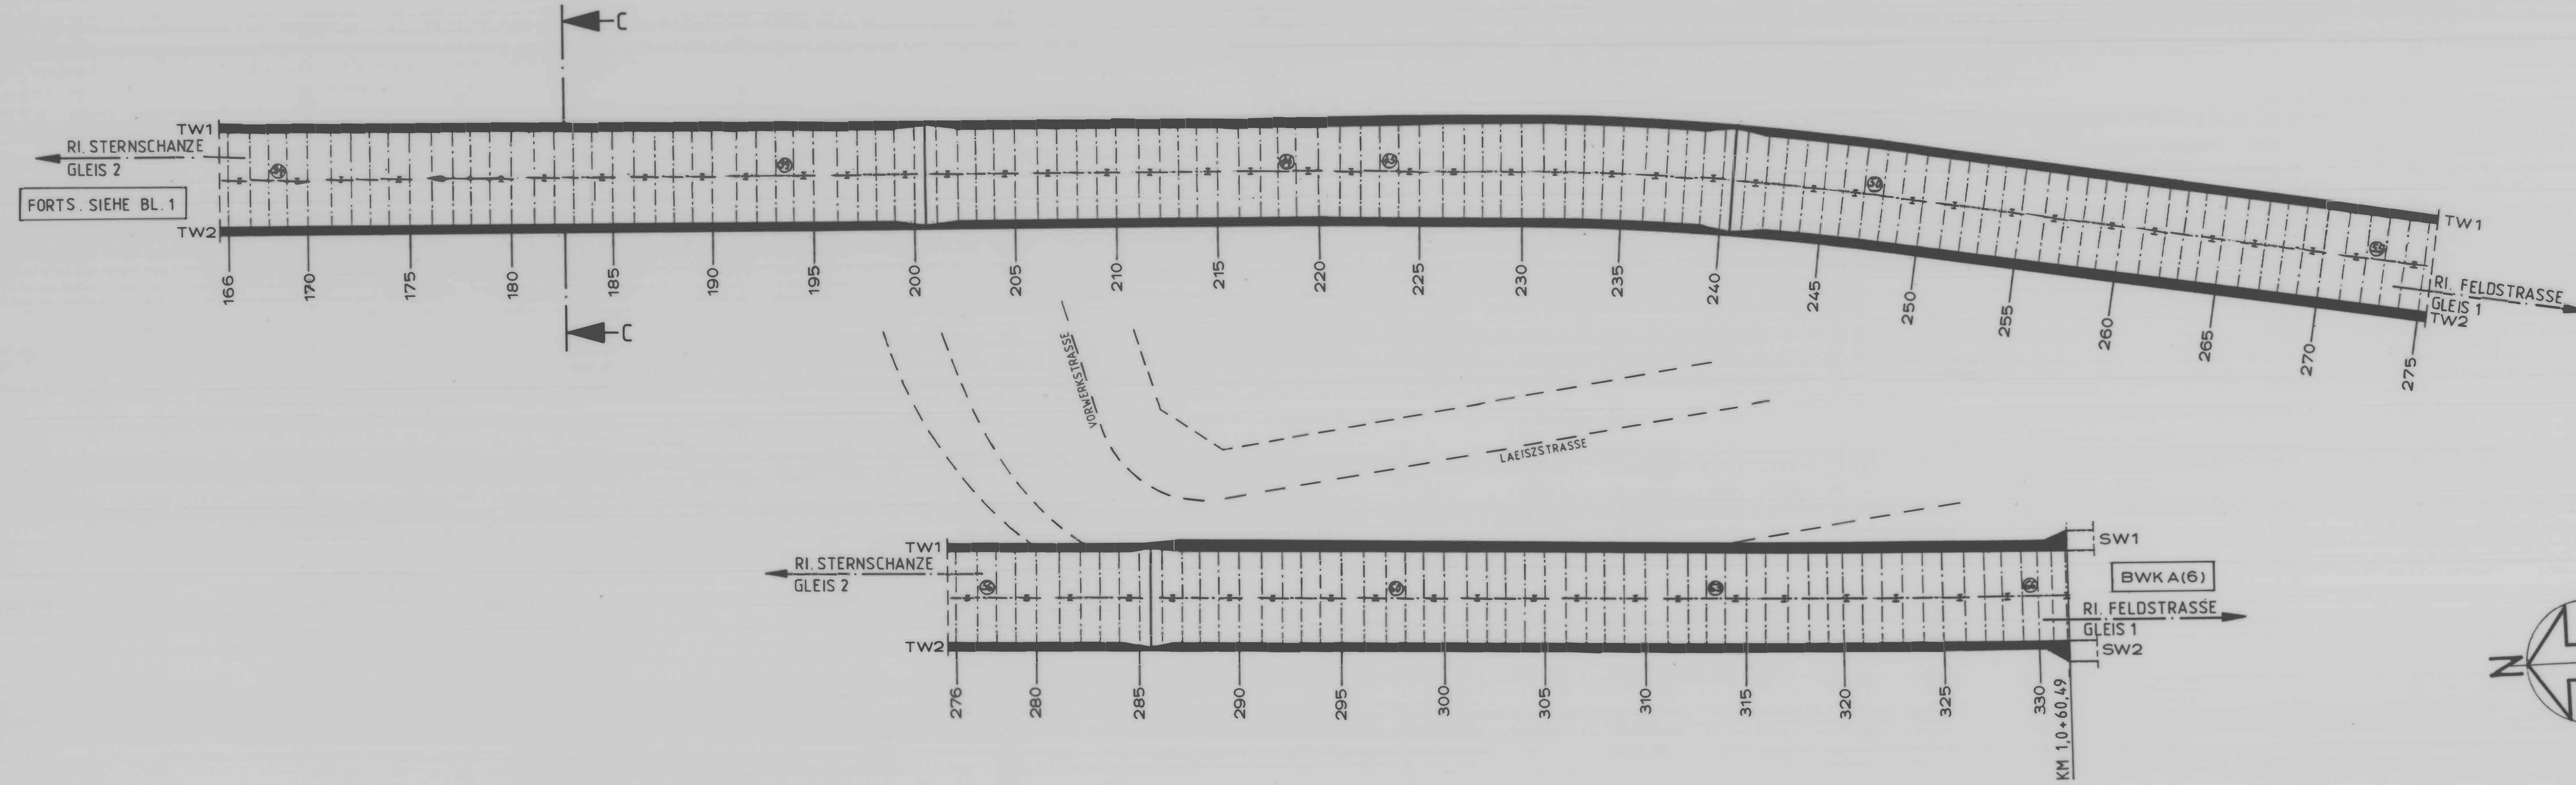 C
TW1
RI. STERNSCHANZE
GLEIS 2
FORTS. SIEHE BL. 1
TW2
166
170
175
180
185
190
195
200
205
210
215
220
225
230
235
240
245
250
255
260
265
270
275
C
TW1
RI. FELDSTRASSE
GLEIS 1
TW2
VORWERKSTRASSE
LAEISZSTRASSE
TW1
RI. STERNSCHANZE
GLEIS 2
TW2
276
280
285
290
295
300
305
310
315
320
325
330
KM 1,0+60,49
SW1
BWK A(6)
RI. FELDSTRASSE
GLEIS 1
SW2
N